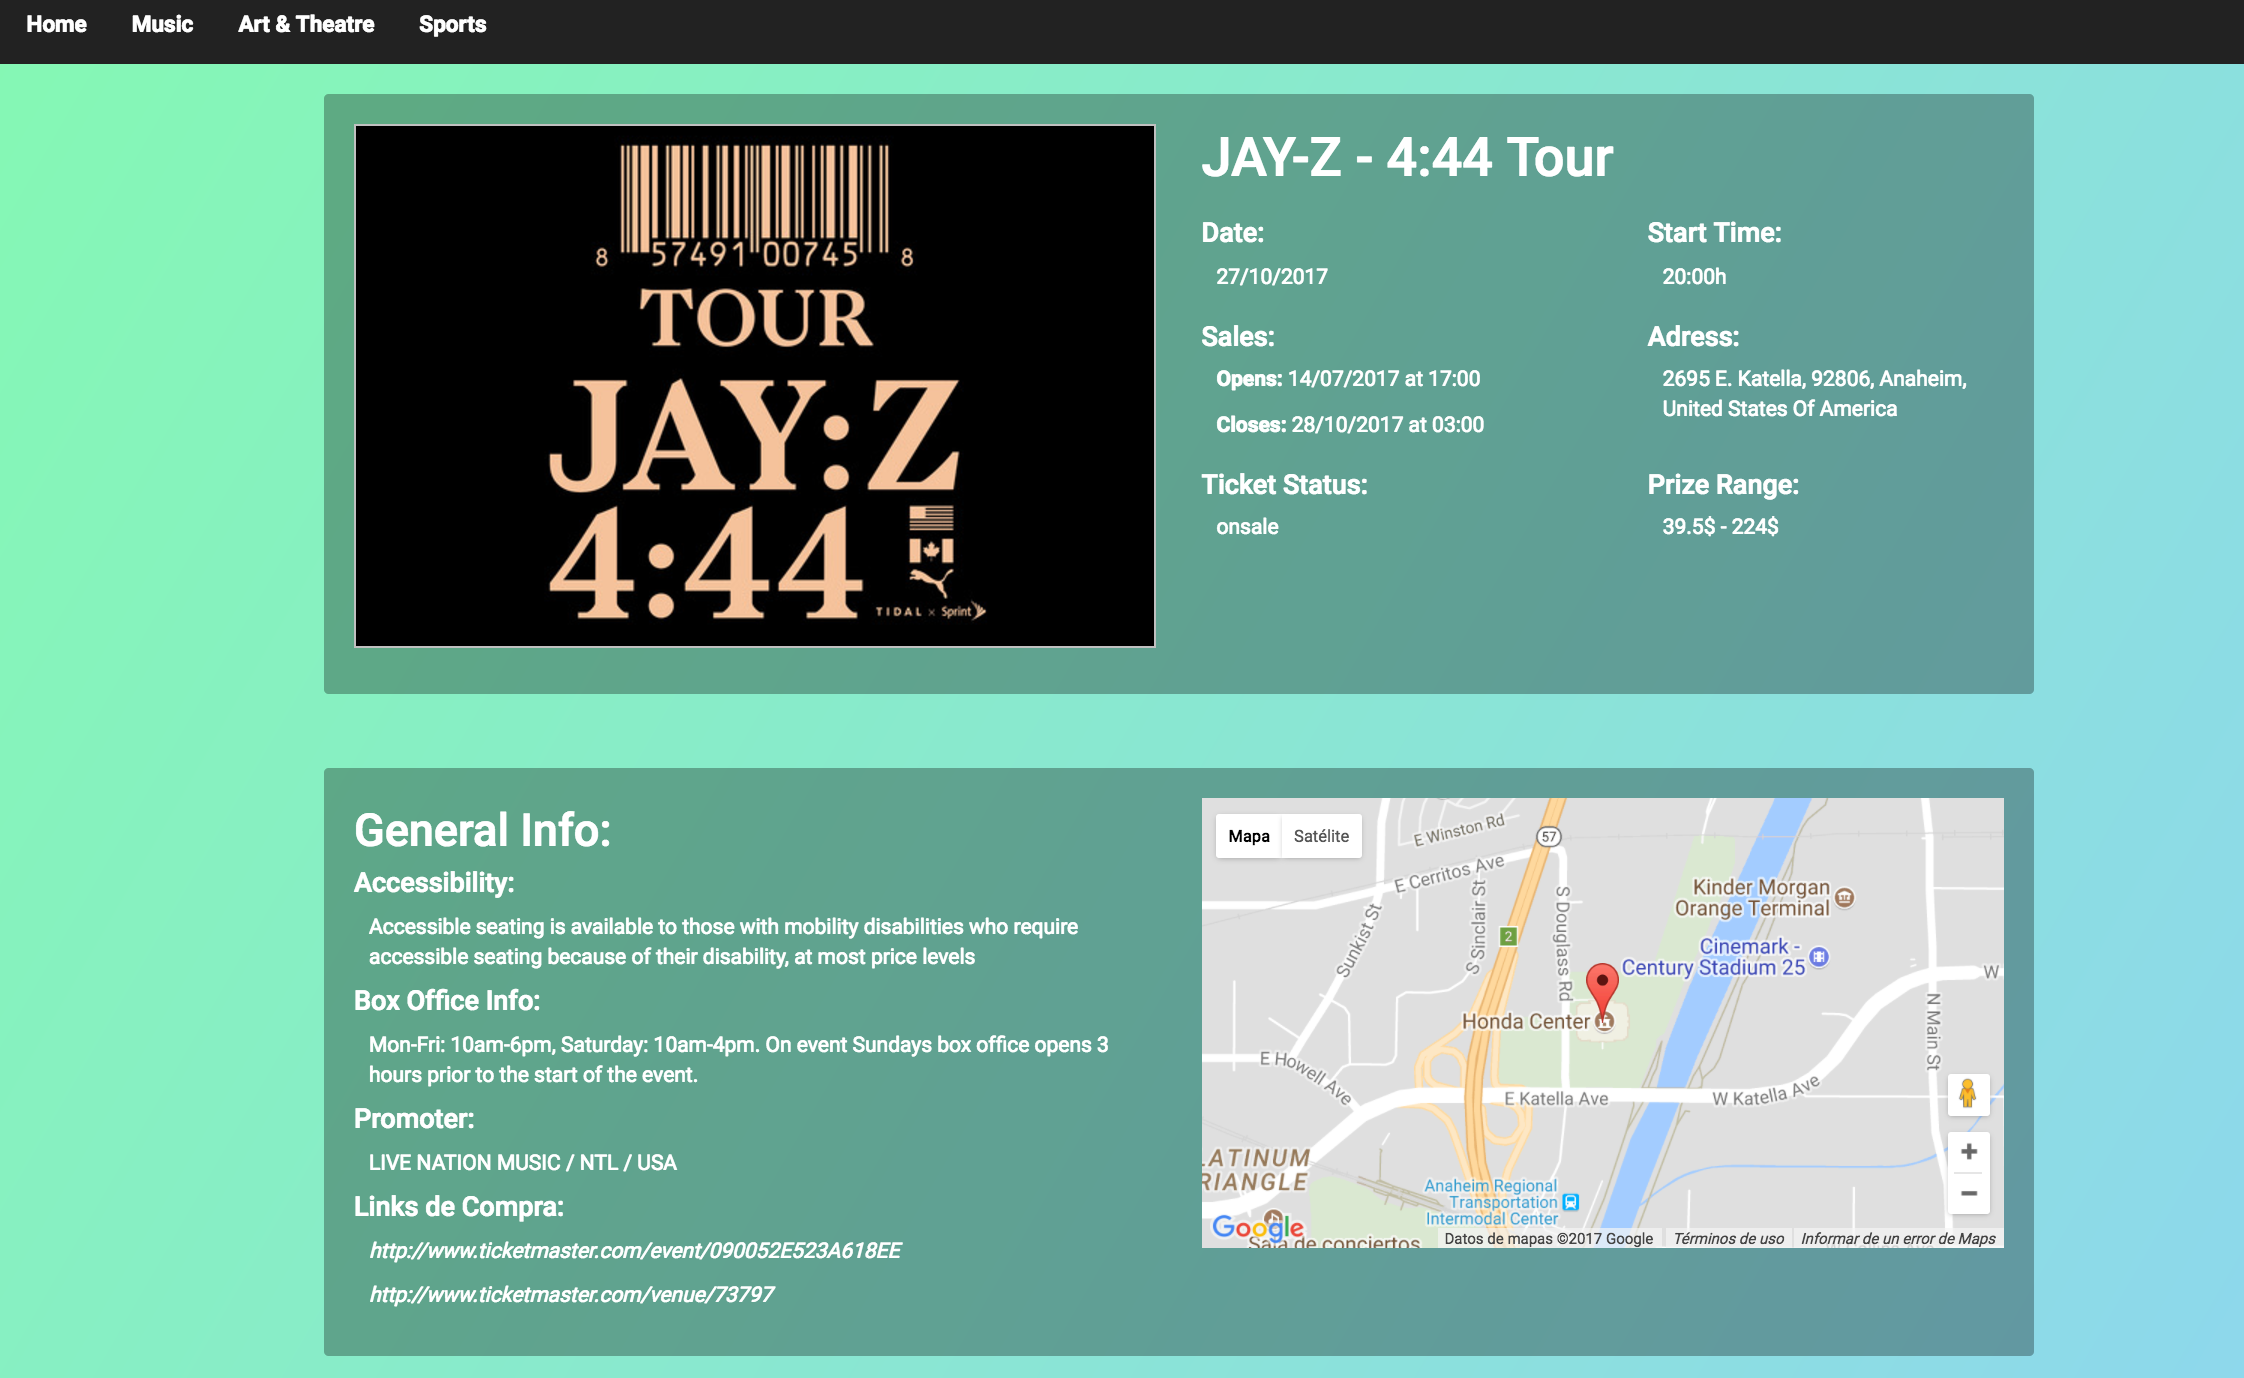 Home Music Art & Theatre Sports
8 57491 00745 8
TOUR
JAY:Z
4:44
TIDAL × Sprint
JAY-Z - 4:44 Tour
Date:
27/10/2017
Start Time:
20:00h
Sales:
Opens: 14/07/2017 at 17:00
Closes: 28/10/2017 at 03:00
Adress:
2695 E. Katella, 92806, Anaheim,
United States Of America
Ticket Status:
onsale
Prize Range:
39.5$ - 224$
General Info:
Accessibility:
Accessible seating is available to those with mobility disabilities who require
accessible seating because of their disability, at most price levels
Box Office Info:
Mon-Fri: 10am-6pm, Saturday: 10am-4pm. On event Sundays box office opens 3
hours prior to the start of the event.
Promoter:
LIVE NATION MUSIC / NTL / USA
Links de Compra:
http://www.ticketmaster.com/event/090052E523A618EE
http://www.ticketmaster.com/venue/73797
Mapa Satélite
E Winston Rd
57
E Cerritos Ave
Sunkist St
S Sinclair St
S Douglass Rd
2
Kinder Morgan
Orange Terminal
Cinemark -
Century Stadium 25
Honda Center
W
N Main St
E Howell Ave
E Katella Ave
W Katella Ave
LATINUM
RIANGLE
Anaheim Regional
Transportation
Intermodal Center
Google
Sala de conciertos
Datos de mapas ©2017 Google Términos de uso Informar de un error de Maps